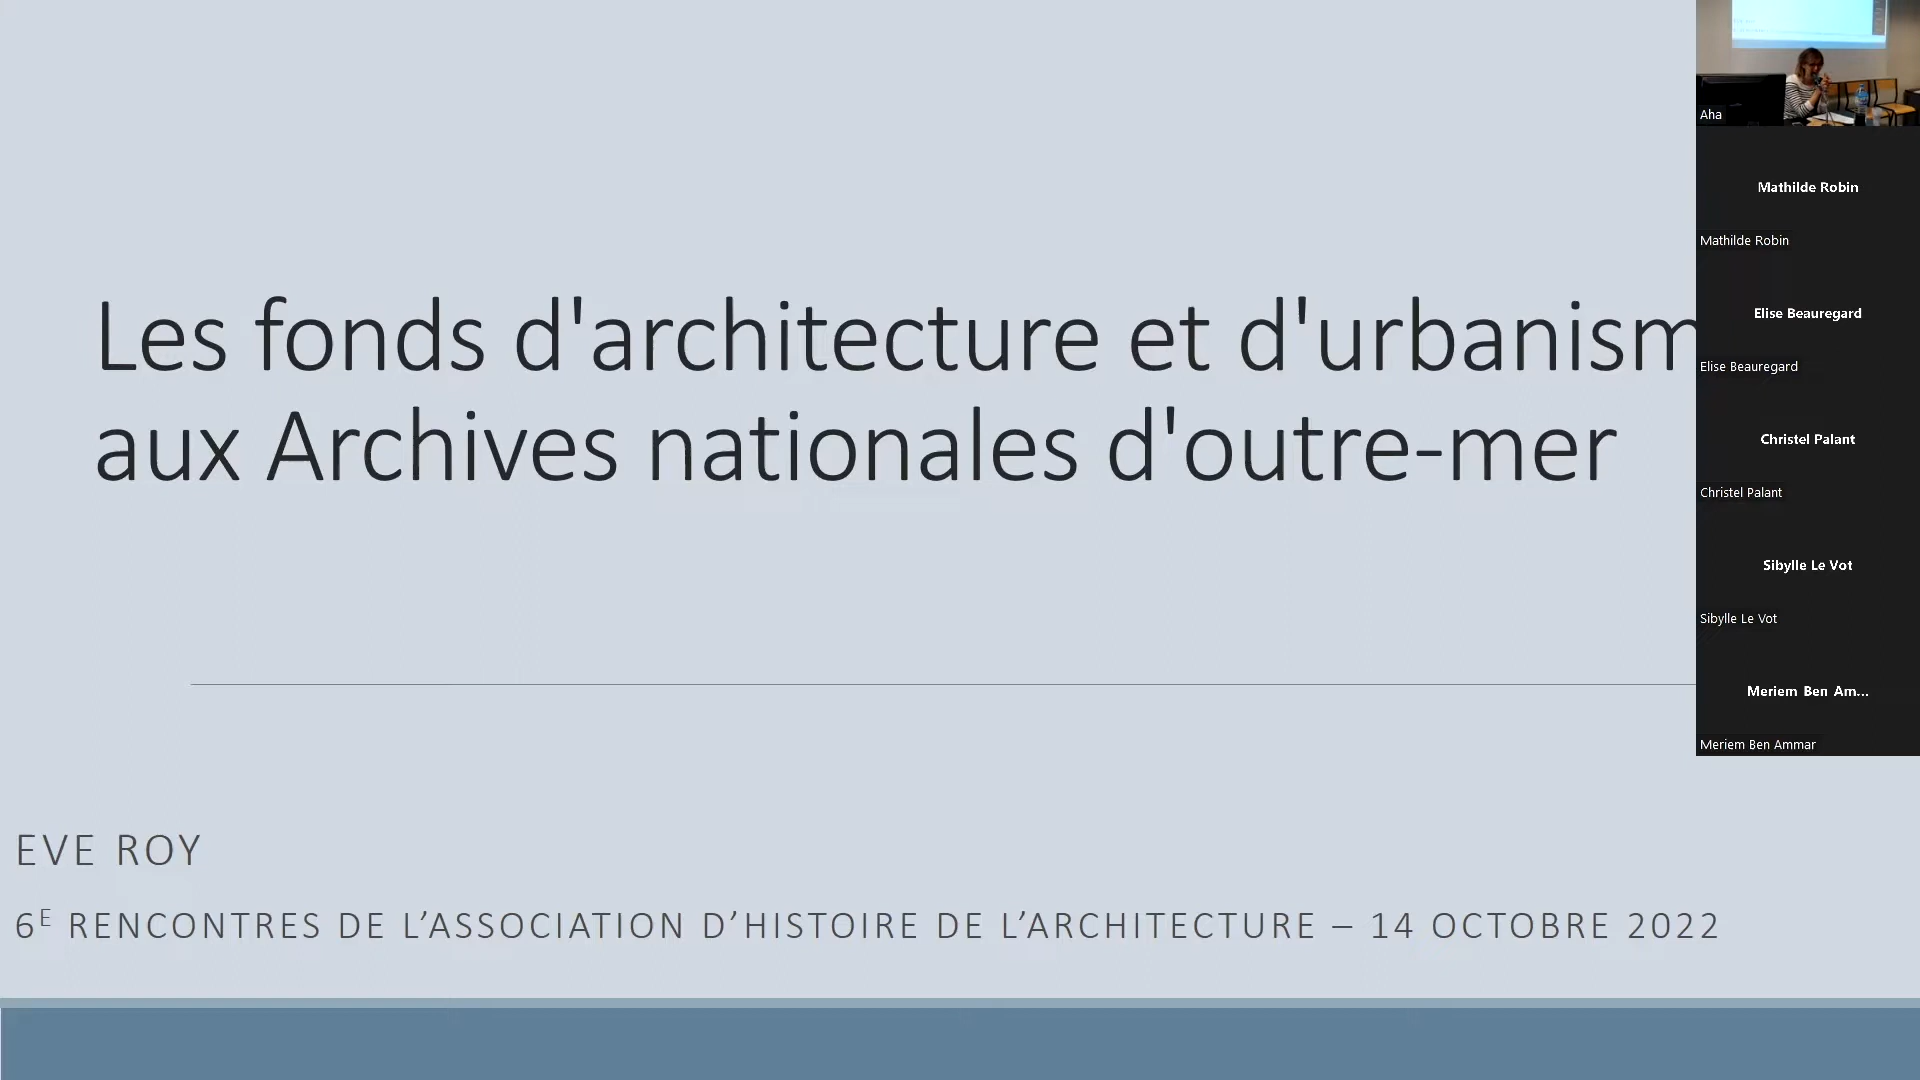 Les fonds d'architecture et d'urbanism
aux Archives nationales d'outre-mer
EVE ROY
6E RENCONTRES DE L’ASSOCIATION D’HISTOIRE DE L’ARCHITECTURE – 14 OCTOBRE 2022
Aha
Mathilde Robin
Mathilde Robin
Elise Beauregard
Elise Beauregard
Christel Palant
Christel Palant
Sibylle Le Vot
Sibylle Le Vot
Meriem Ben Am...
Meriem Ben Ammar